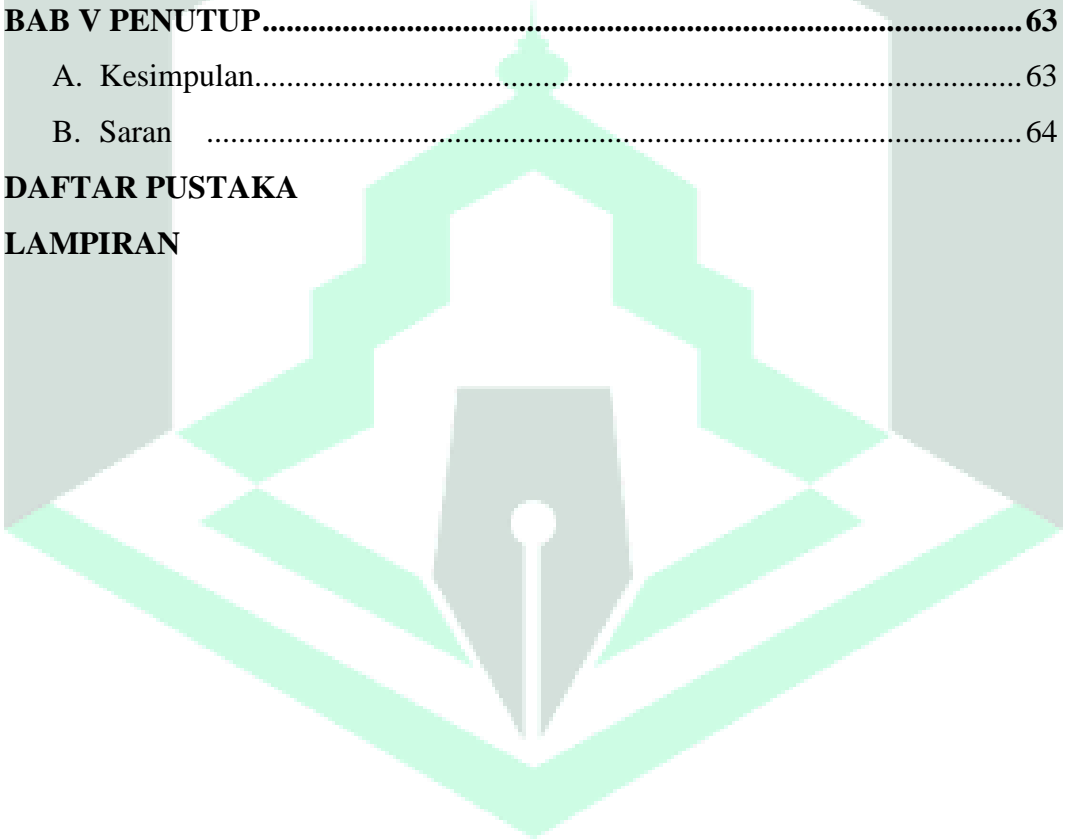 BAB V PENUTUP.......................................................................................................63
A. Kesimpulan.......................................................................................................63
B. Saran .......................................................................................................64
DAFTAR PUSTAKA
LAMPIRAN